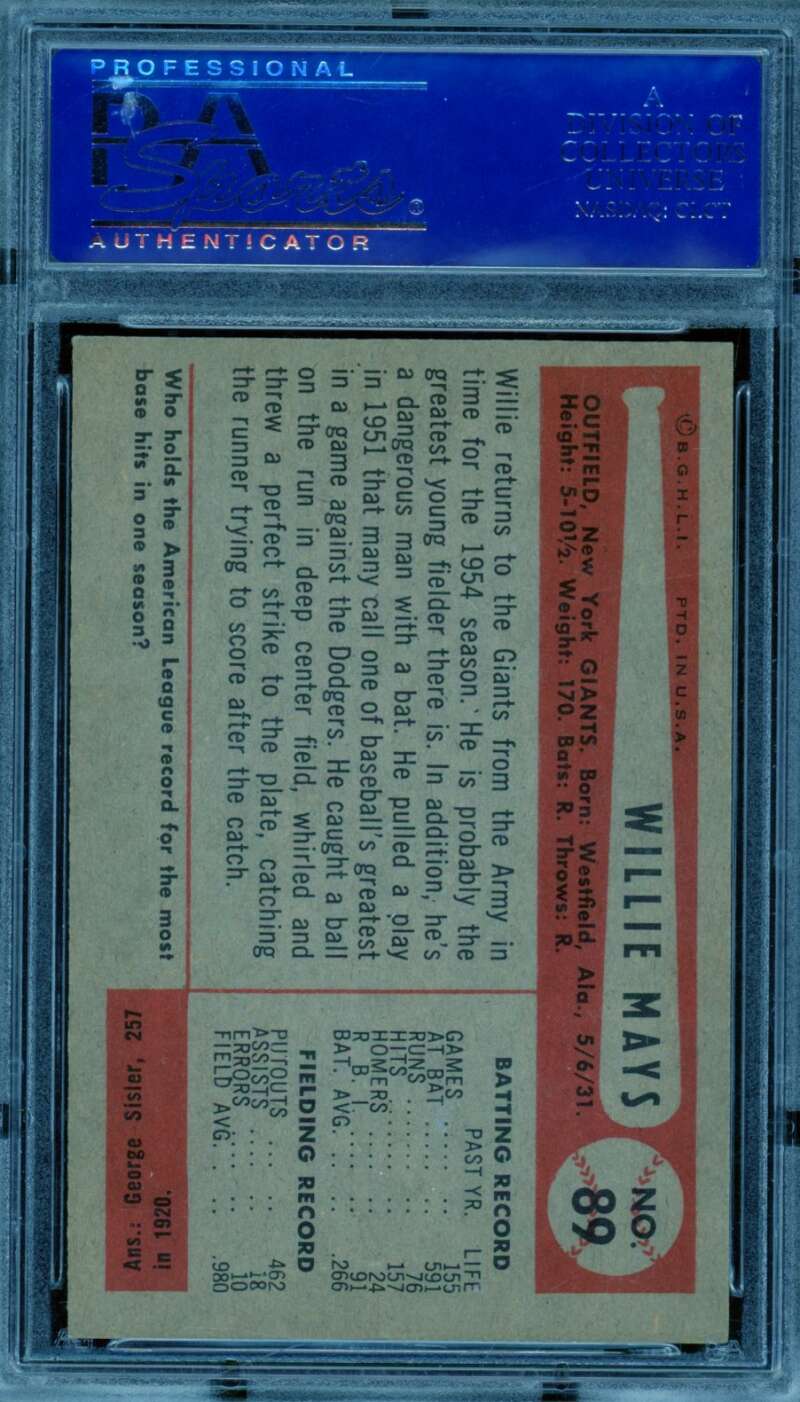 PROFESSIONAL
PSA
Sports®
AUTHENTICATOR
A
DIVISION OF
COLLECTORS
UNIVERSE
NASDAQ: CLCT
© B.G.H.L.I. PTD. IN U.S.A.
WILLIE MAYS
NO.
89
OUTFIELD, New York GIANTS. Born: Westfield, Ala., 5/6/31.
Height: 5-10½. Weight: 170. Bats: R. Throws: R.
Willie returns to the Giants from the Army in
time for the 1954 season. He is probably the
greatest young fielder there is. In addition, he's
a dangerous man with a bat. He pulled a play
in 1951 that many call one of baseball's greatest
in a game against the Dodgers. He caught a ball
on the run in deep center field, whirled and
threw a perfect strike to the plate, catching
the runner trying to score after the catch.
BATTING RECORD
PAST YR. LIFE
GAMES .... .. 155
AT BAT .... .. 591
RUNS ...... .. 76
HITS ...... .. 157
HOMERS .... .. 24
R. B. I. .... .. 91
BAT. AVG. .. .. .266
FIELDING RECORD
PUTOUTS ... .. 462
ASSISTS ... .. 18
ERRORS ... .. 10
FIELD AVG. . .. .980
Who holds the American League record for the most
base hits in one season?
Ans.: George Sisler, 257
in 1920.